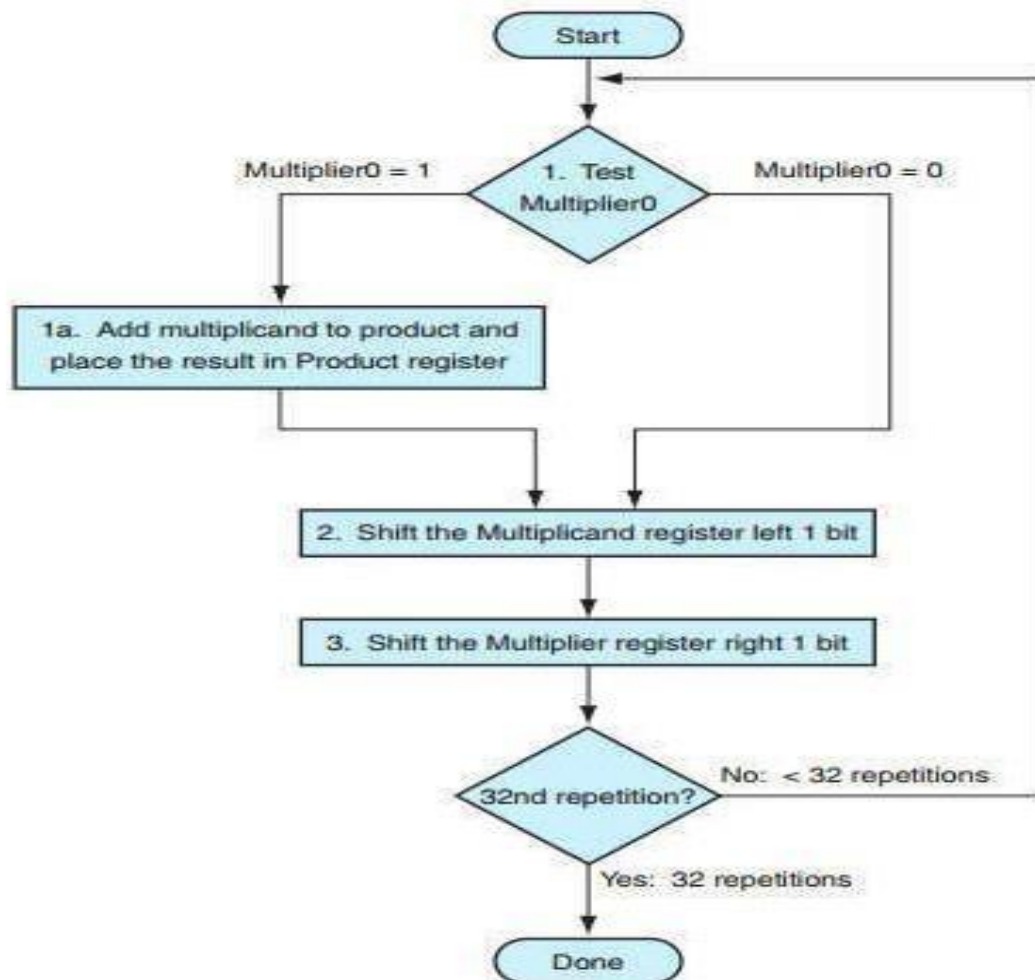 Start
Multiplier0 = 1
1. Test
Multiplier0
Multiplier0 = 0
1a. Add multiplicand to product and
place the result in Product register
2. Shift the Multiplicand register left 1 bit
3. Shift the Multiplier register right 1 bit
32nd repetition?
No: < 32 repetitions
Yes: 32 repetitions
Done